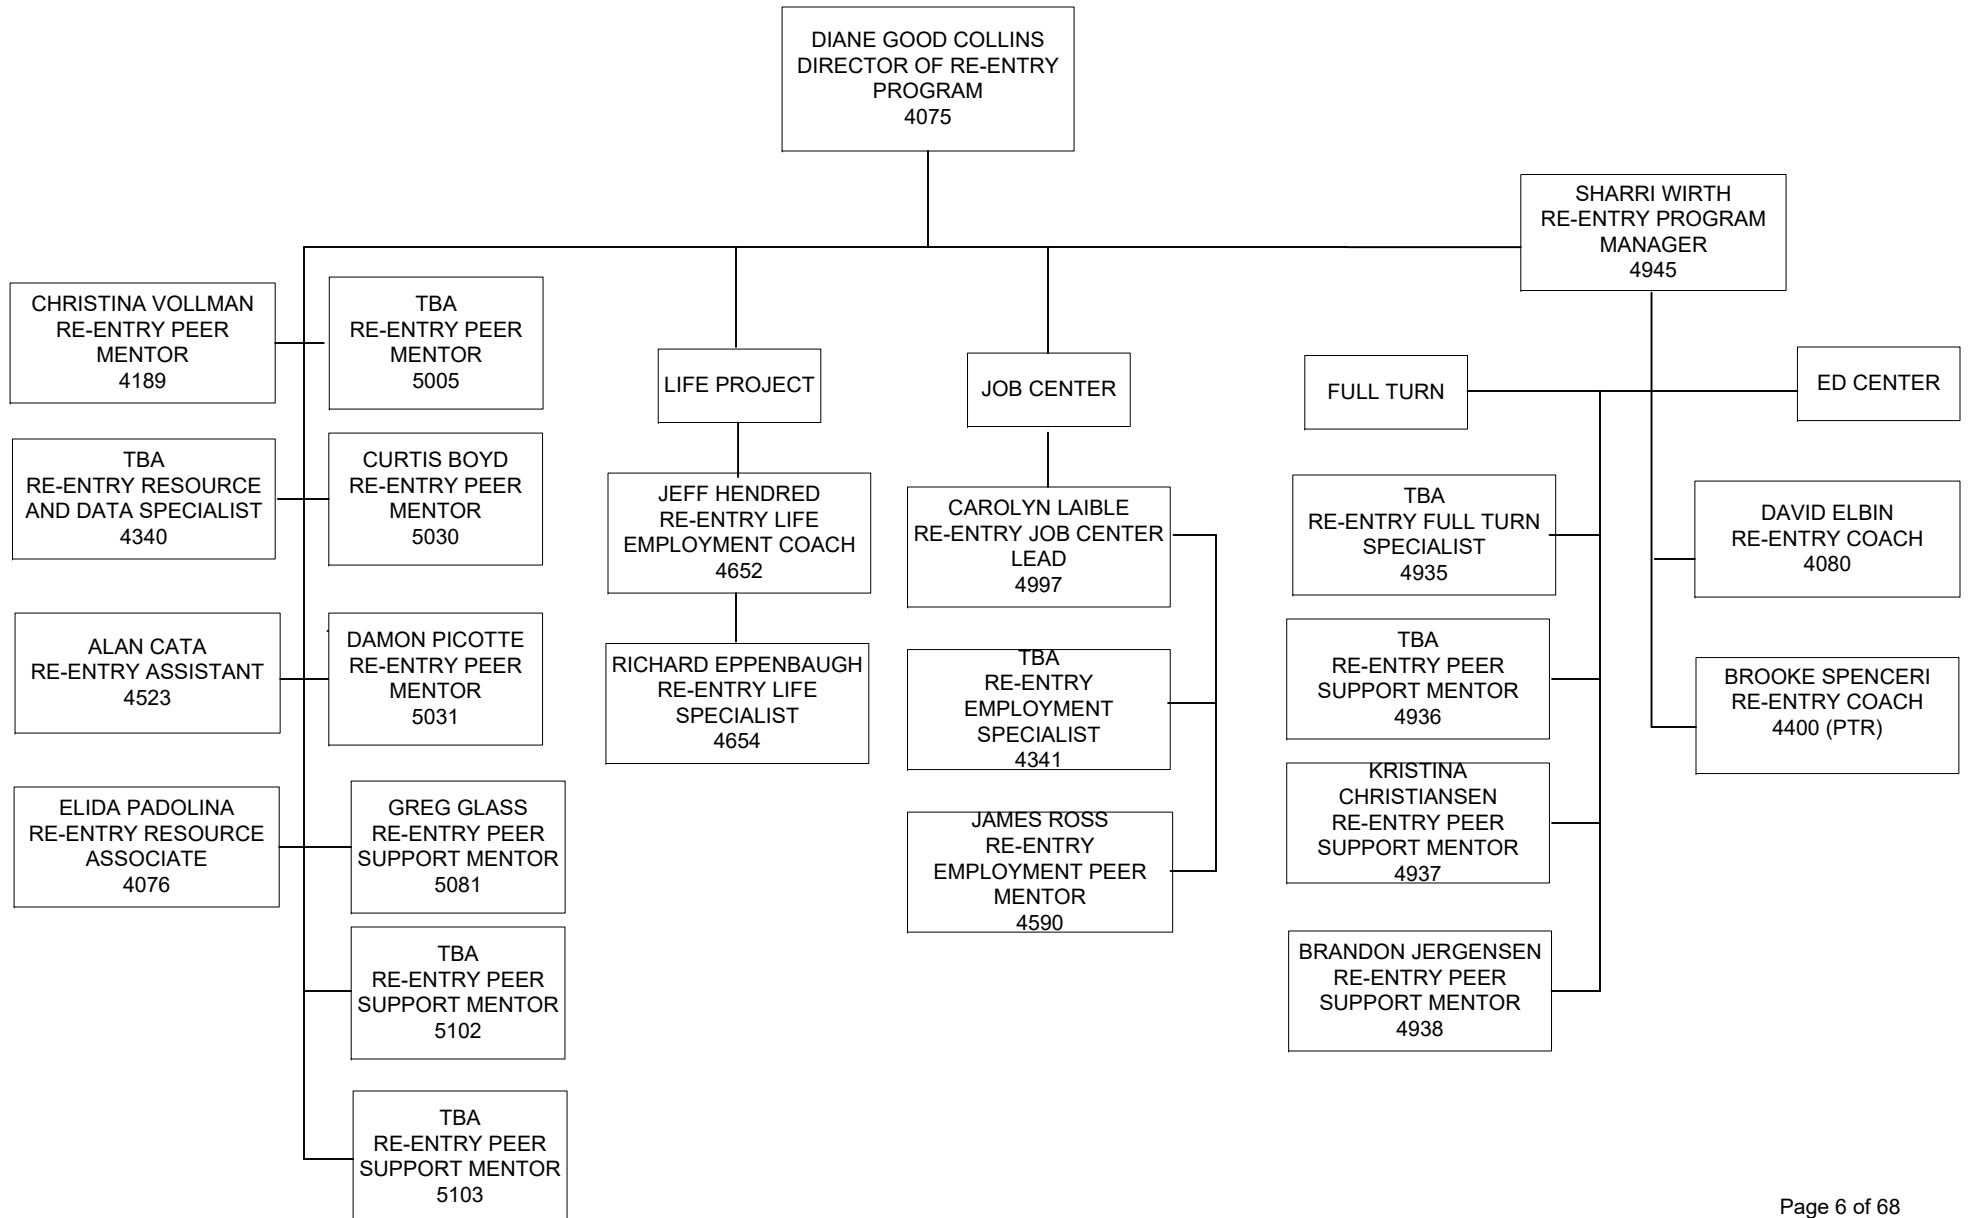 DIANE GOOD COLLINS
DIRECTOR OF RE-ENTRY
PROGRAM
4075
SHARRI WIRTH
RE-ENTRY PROGRAM
MANAGER
4945
CHRISTINA VOLLMAN
RE-ENTRY PEER
MENTOR
4189
TBA
RE-ENTRY PEER
MENTOR
5005
TBA
RE-ENTRY RESOURCE
AND DATA SPECIALIST
4340
CURTIS BOYD
RE-ENTRY PEER
MENTOR
5030
ALAN CATA
RE-ENTRY ASSISTANT
4523
DAMON PICOTTE
RE-ENTRY PEER
MENTOR
5031
ELIDA PADOLINA
RE-ENTRY RESOURCE
ASSOCIATE
4076
GREG GLASS
RE-ENTRY PEER
SUPPORT MENTOR
5081
TBA
RE-ENTRY PEER
SUPPORT MENTOR
5102
TBA
RE-ENTRY PEER
SUPPORT MENTOR
5103
LIFE PROJECT
JEFF HENDRED
RE-ENTRY LIFE
EMPLOYMENT COACH
4652
RICHARD EPPENBAUGH
RE-ENTRY LIFE
SPECIALIST
4654
JOB CENTER
CAROLYN LAIBLE
RE-ENTRY JOB CENTER
LEAD
4997
TBA
RE-ENTRY
EMPLOYMENT
SPECIALIST
4341
JAMES ROSS
RE-ENTRY
EMPLOYMENT PEER
MENTOR
4590
FULL TURN
TBA
RE-ENTRY FULL TURN
SPECIALIST
4935
TBA
RE-ENTRY PEER
SUPPORT MENTOR
4936
KRISTINA
CHRISTIANSEN
RE-ENTRY PEER
SUPPORT MENTOR
4937
BRANDON JERGENSEN
RE-ENTRY PEER
SUPPORT MENTOR
4938
ED CENTER
DAVID ELBIN
RE-ENTRY COACH
4080
BROOKE SPENCERI
RE-ENTRY COACH
4400 (PTR)
Page 6 of 68